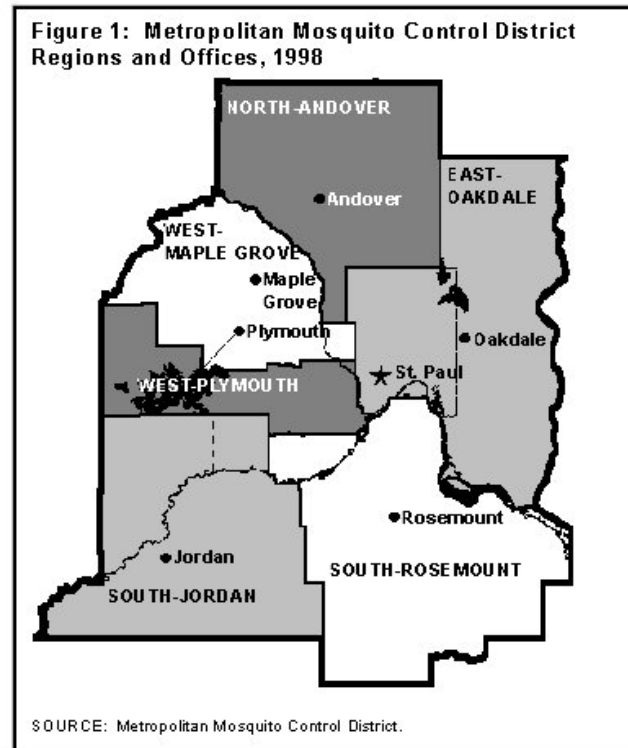 Figure 1: Metropolitan Mosquito Control District
Regions and Offices, 1998
NORTH-ANDOVER
EAST-
OAKDALE
Andover
WEST-
MAPLE GROVE
Maple
Grove
Plymouth
Oakdale
St. Paul
WEST-PLYMOUTH
Rosemount
Jordan
SOUTH-ROSEMOUNT
SOUTH-JORDAN
SOURCE: Metropolitan Mosquito Control District.